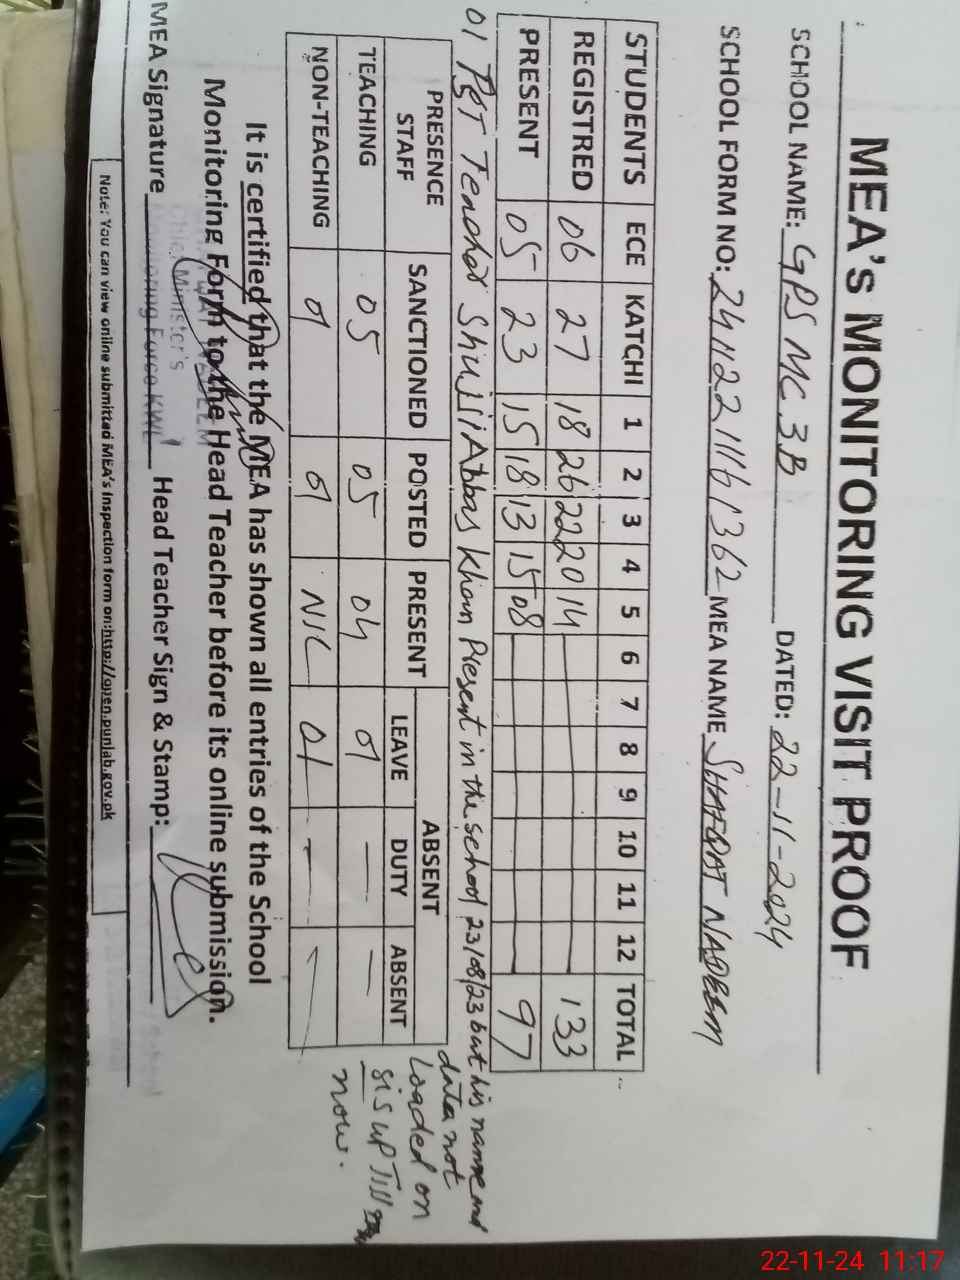 MEA's MONITORING VISIT PROOF
SCHOOL NAME: GPS MC 3B DATED: 22-11-2024
SCHOOL FORM NO: MEA NAME SHAFQAT NADEEM
STUDENTS ECE KATCHI 1 2 3 4 5 6 7 8 9 10 11 12 TOTAL
REGISTRED 06 27 18 26 22 20 14 133
PRESENT 05 23 15 18 13 15 08 97
01 PST Teacher Shujji Abbas Khan Present in the school 23/08/23 but his name and
data not
Loaded on
SIS UP Till
now.
PRESENCE STAFF SANCTIONED POSTED PRESENT ABSENT
LEAVE DUTY ABSENT
TEACHING 05 05 04 01 — —
NON-TEACHING 01 01 NIL 01 — —
It is certified that the MEA has shown all entries of the School
Monitoring Form to the Head Teacher before its online submission.
Chief Minister's
Monitoring Force KWL
MEA Signature Head Teacher Sign & Stamp:
Note: You can view online submitted MEA's Inspection form on:http://open.punjab.gov.pk
22-11-24 11:17